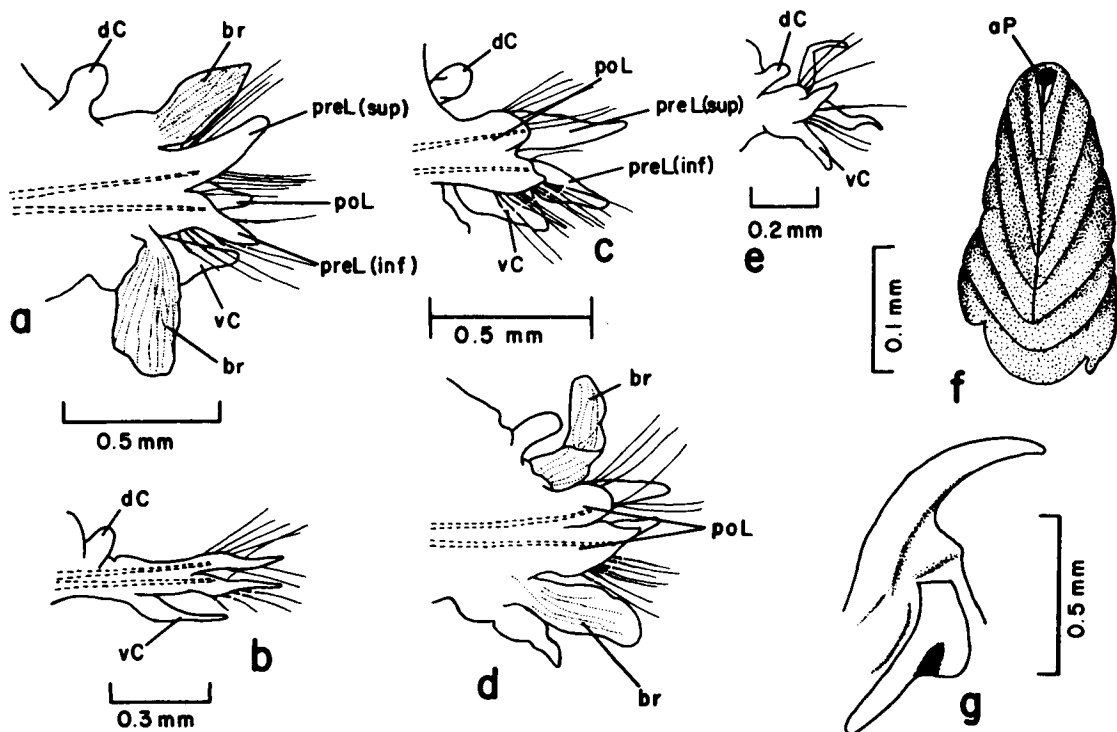 dC
br
preL(sup)
poL
preL(inf)
vC
br
a
0.5 mm
dC
vC
b
0.3 mm
dC
poL
preL(sup)
preL(inf)
vC
c
0.5 mm
br
poL
br
d
dC
vC
0.2 mm
e
aP
0.1 mm
f
0.5 mm
g